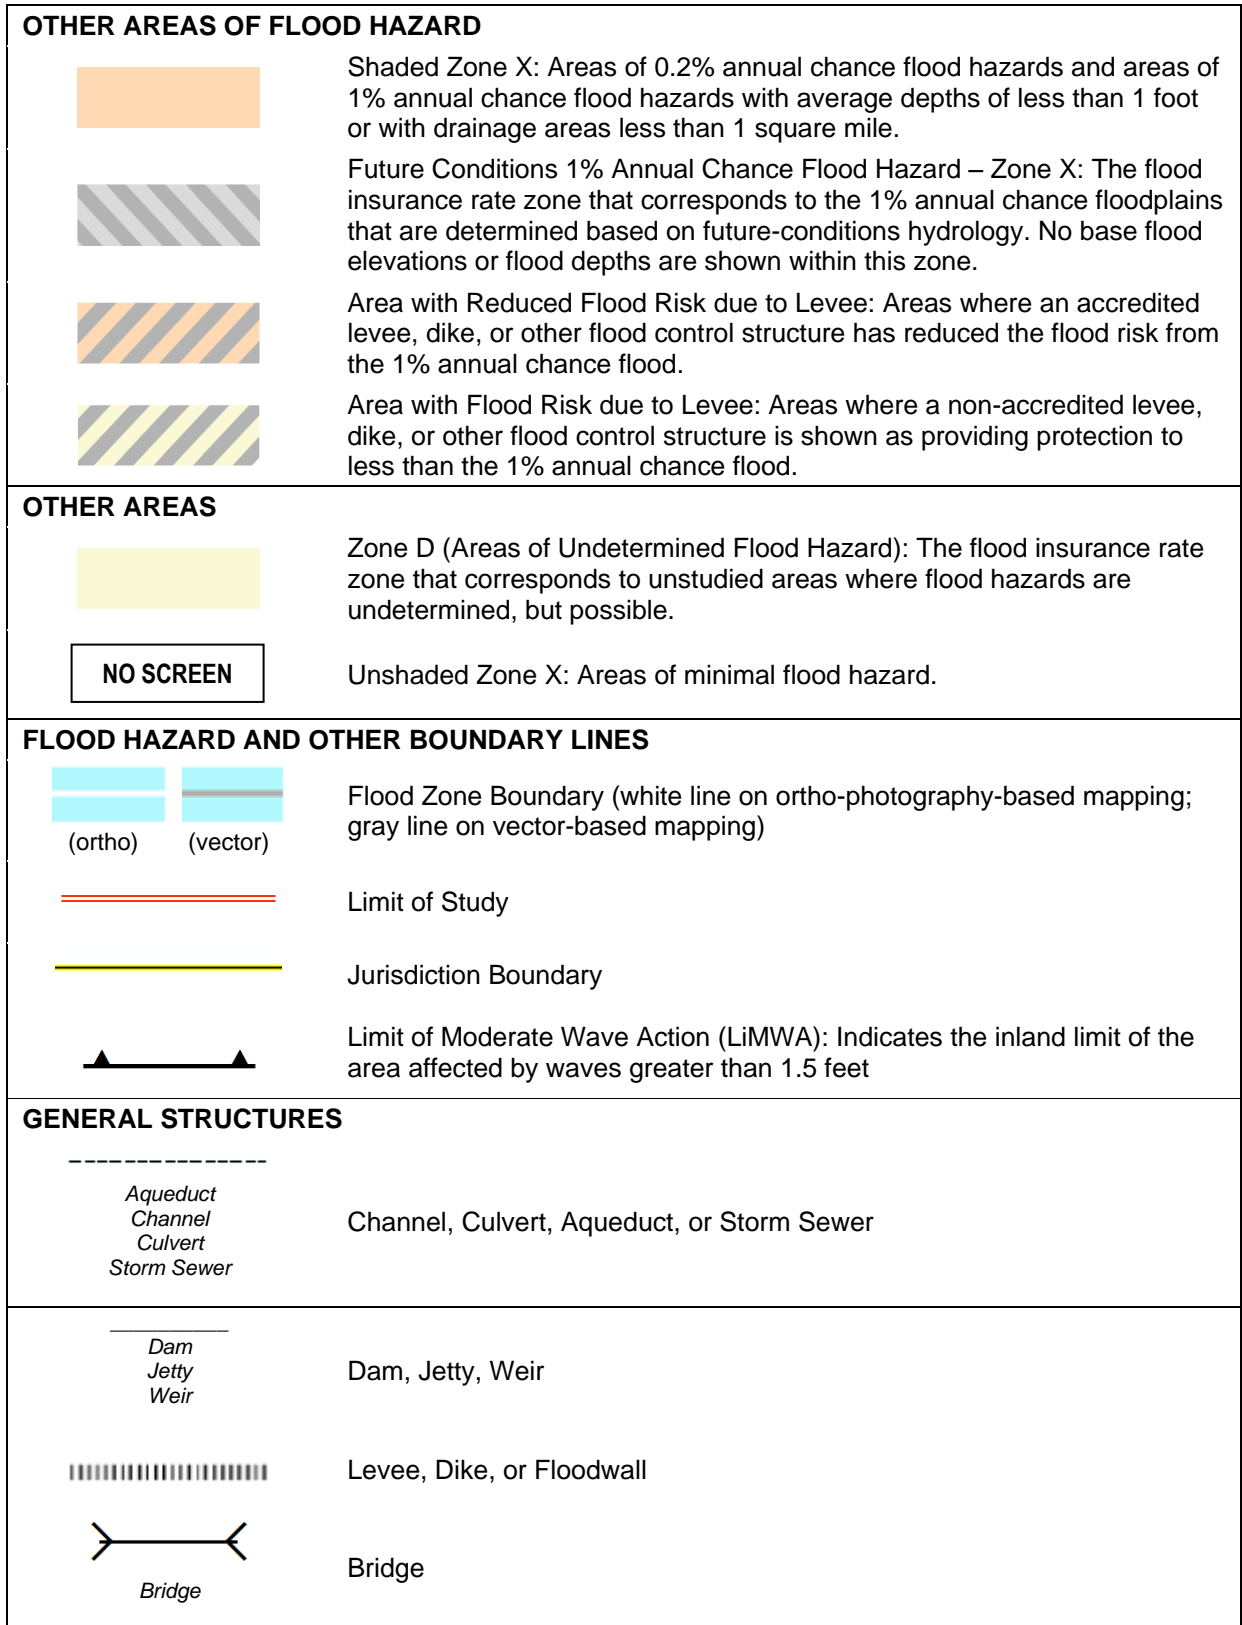 OTHER AREAS OF FLOOD HAZARD
Shaded Zone X: Areas of 0.2% annual chance flood hazards and areas of
1% annual chance flood hazards with average depths of less than 1 foot
or with drainage areas less than 1 square mile.
Future Conditions 1% Annual Chance Flood Hazard – Zone X: The flood
insurance rate zone that corresponds to the 1% annual chance floodplains
that are determined based on future-conditions hydrology. No base flood
elevations or flood depths are shown within this zone.
Area with Reduced Flood Risk due to Levee: Areas where an accredited
levee, dike, or other flood control structure has reduced the flood risk from
the 1% annual chance flood.
Area with Flood Risk due to Levee: Areas where a non-accredited levee,
dike, or other flood control structure is shown as providing protection to
less than the 1% annual chance flood.
OTHER AREAS
Zone D (Areas of Undetermined Flood Hazard): The flood insurance rate
zone that corresponds to unstudied areas where flood hazards are
undetermined, but possible.
NO SCREEN
Unshaded Zone X: Areas of minimal flood hazard.
FLOOD HAZARD AND OTHER BOUNDARY LINES
(ortho) (vector)
Flood Zone Boundary (white line on ortho-photography-based mapping;
gray line on vector-based mapping)
Limit of Study
Jurisdiction Boundary
Limit of Moderate Wave Action (LiMWA): Indicates the inland limit of the
area affected by waves greater than 1.5 feet
GENERAL STRUCTURES
Aqueduct
Channel
Culvert
Storm Sewer
Channel, Culvert, Aqueduct, or Storm Sewer
Dam
Jetty
Weir
Dam, Jetty, Weir
Levee, Dike, or Floodwall
Bridge
Bridge